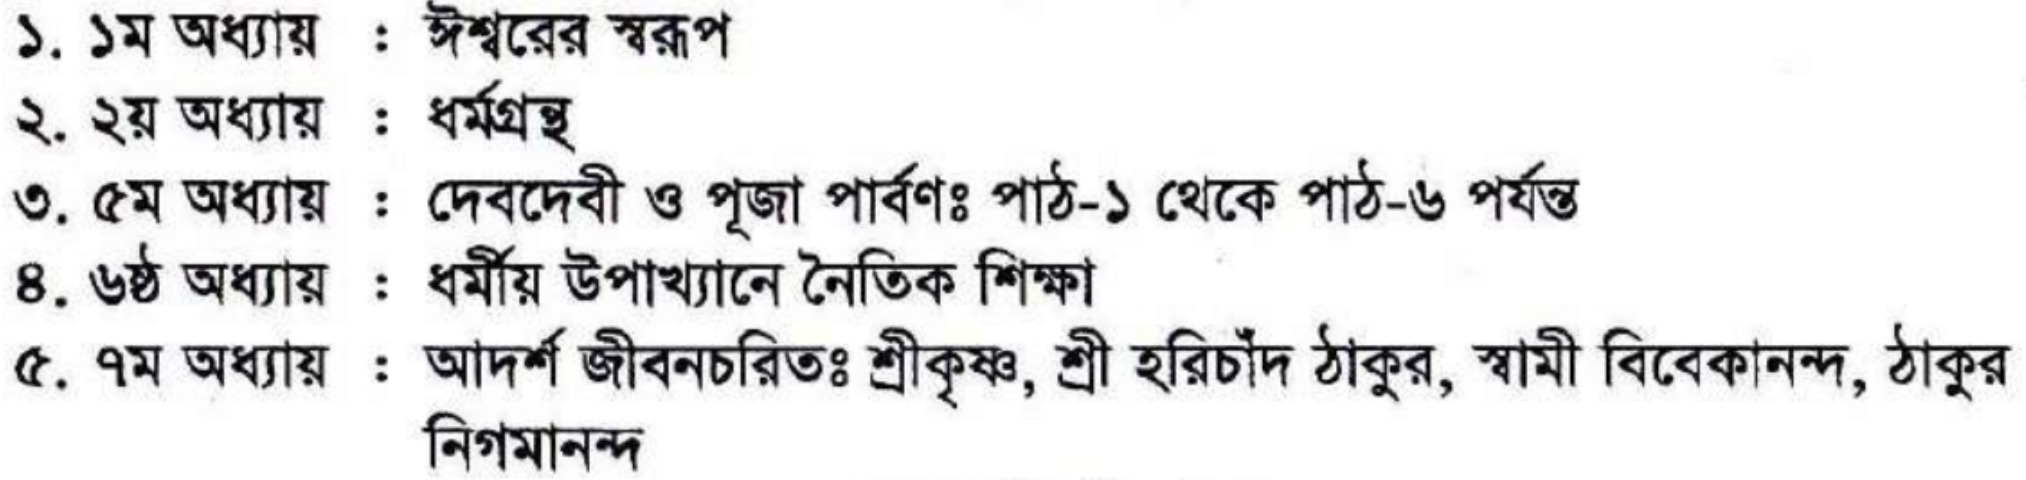 ১. ১ম অধ্যায় : ঈশ্বরের স্বরূপ
২. ২য় অধ্যায় : ধর্মগ্রন্থ
৩. ৫ম অধ্যায় : দেবদেবী ও পূজা পার্বণঃ পাঠ-১ থেকে পাঠ-৬ পর্যন্ত
৪. ৬ষ্ঠ অধ্যায় : ধর্মীয় উপাখ্যানে নৈতিক শিক্ষা
৫. ৭ম অধ্যায় : আদর্শ জীবনচরিতঃ শ্রীকৃষ্ণ, শ্রী হরিচাঁদ ঠাকুর, স্বামী বিবেকানন্দ, ঠাকুর
নিগমানন্দ